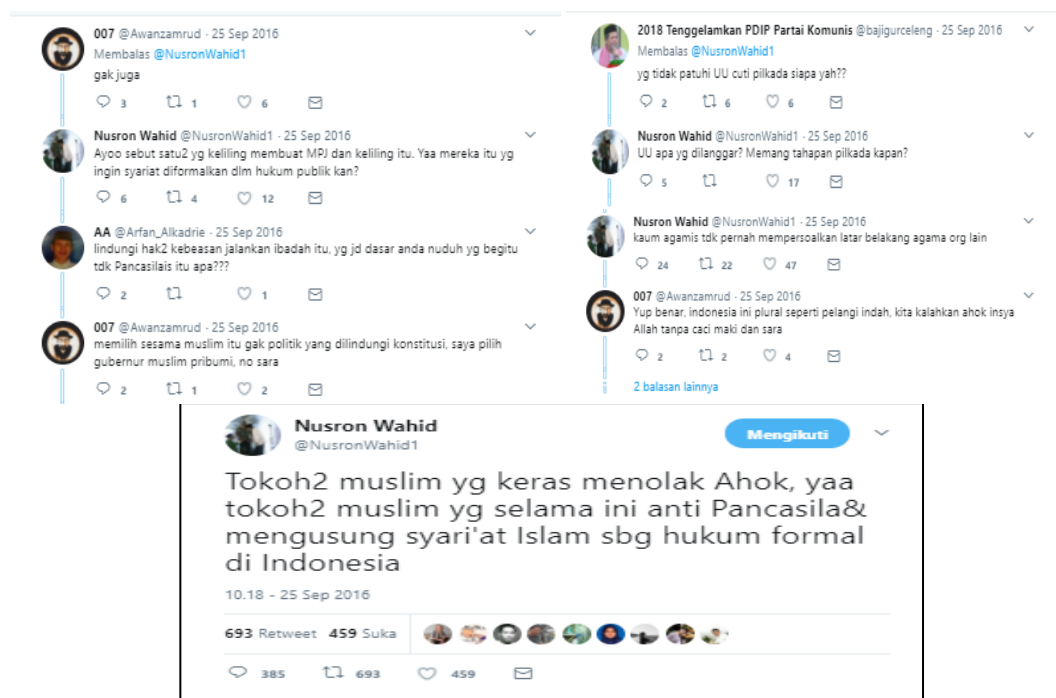 007 @Awanzamrud · 25 Sep 2016
Membalas @NusronWahid1
gak juga
3 1 6
Nusron Wahid @NusronWahid1 · 25 Sep 2016
Ayoo sebut satu2 yg keliling membuat MPJ dan keliling itu. Yaa mereka itu yg
ingin syariat diformalkan dlm hukum publik kan?
6 4 12
AA @Arfan_Alkadrie · 25 Sep 2016
lindungi hak2 kebeasan jalankan ibadah itu, yg jd dasar anda nuduh yg begitu
tdk Pancasilais itu apa???
2 1
007 @Awanzamrud · 25 Sep 2016
memilih sesama muslim itu gak politik yang dilindungi konstitusi, saya pilih
gubernur muslim pribumi, no sara
2 1 2
2018 Tenggelamkan PDIP Partai Komunis @bajigurceleng · 25 Sep 2016
Membalas @NusronWahid1
yg tidak patuhi UU cuti pilkada siapa yah??
2 6 6
Nusron Wahid @NusronWahid1 · 25 Sep 2016
UU apa yg dilanggar? Memang tahapan pilkada kapan?
5 17
Nusron Wahid @NusronWahid1 · 25 Sep 2016
kaum agamis tdk pernah mempersoalkan latar belakang agama org lain
24 22 47
007 @Awanzamrud · 25 Sep 2016
Yup benar, indonesia ini plural seperti pelangi indah, kita kalahkan ahok insya
Allah tanpa caci maki dan sara
2 2 4
2 balasan lainnya
Nusron Wahid
@NusronWahid1
Mengikuti
Tokoh2 muslim yg keras menolak Ahok, yaa
tokoh2 muslim yg selama ini anti Pancasila&
mengusung syari'at Islam sbg hukum formal
di Indonesia
10.18 - 25 Sep 2016
693 Retweet 459 Suka
385 693 459